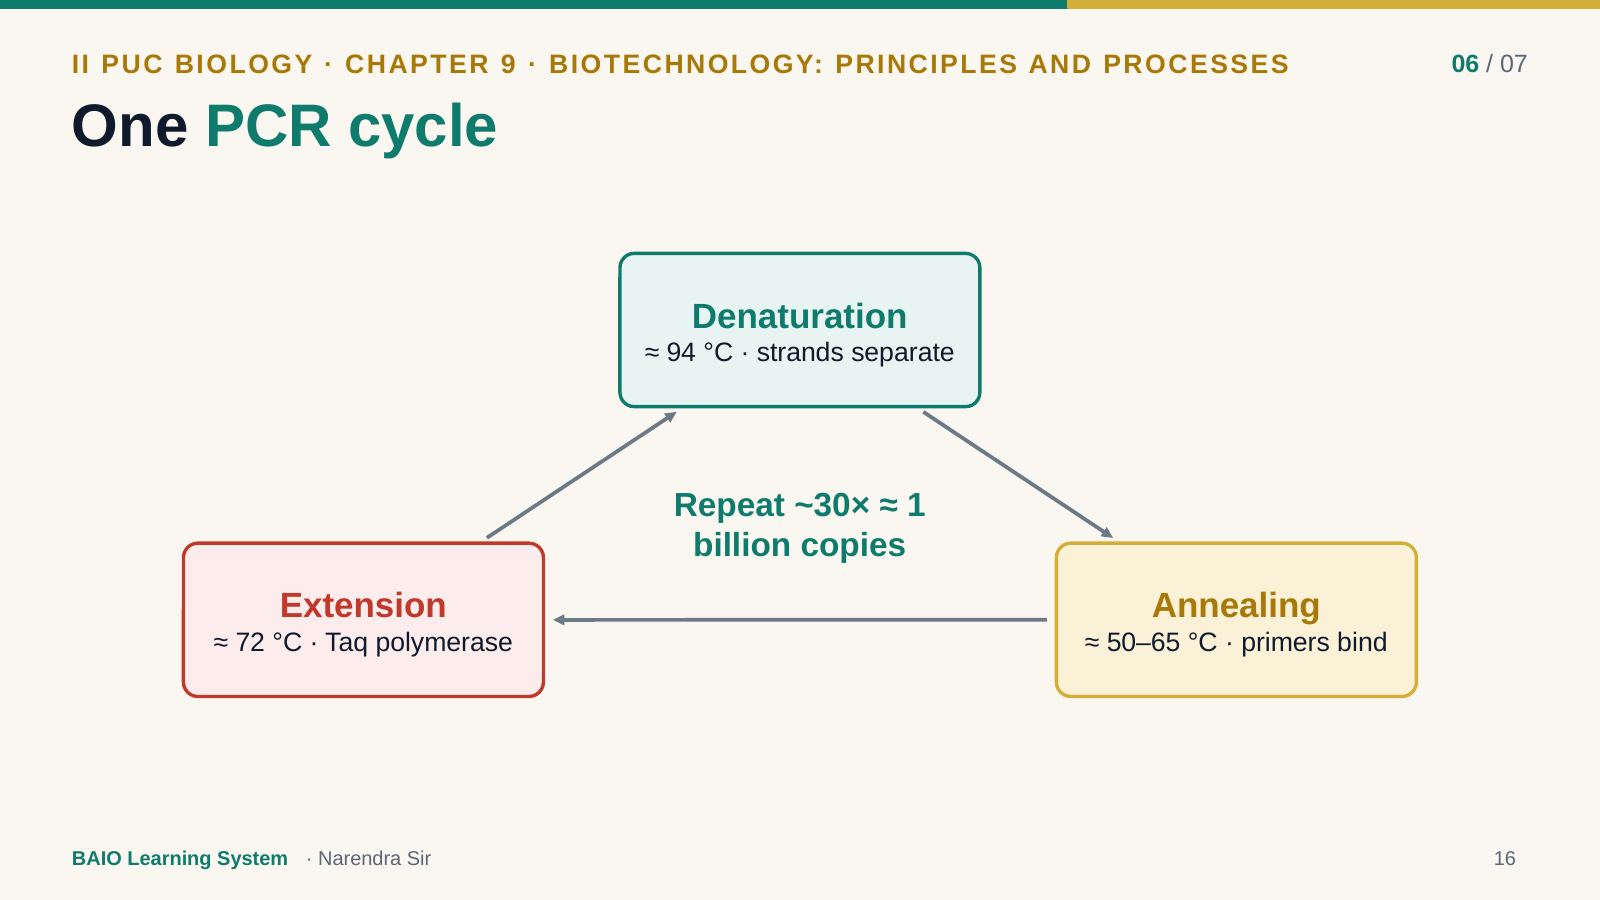 II PUC BIOLOGY · CHAPTER 9 · BIOTECHNOLOGY: PRINCIPLES AND PROCESSES
06 / 07
One PCR cycle
Denaturation
≈ 94 °C · strands separate
Repeat ~30× ≈ 1
billion copies
Extension
≈ 72 °C · Taq polymerase
Annealing
≈ 50–65 °C · primers bind
BAIO Learning System · Narendra Sir
16